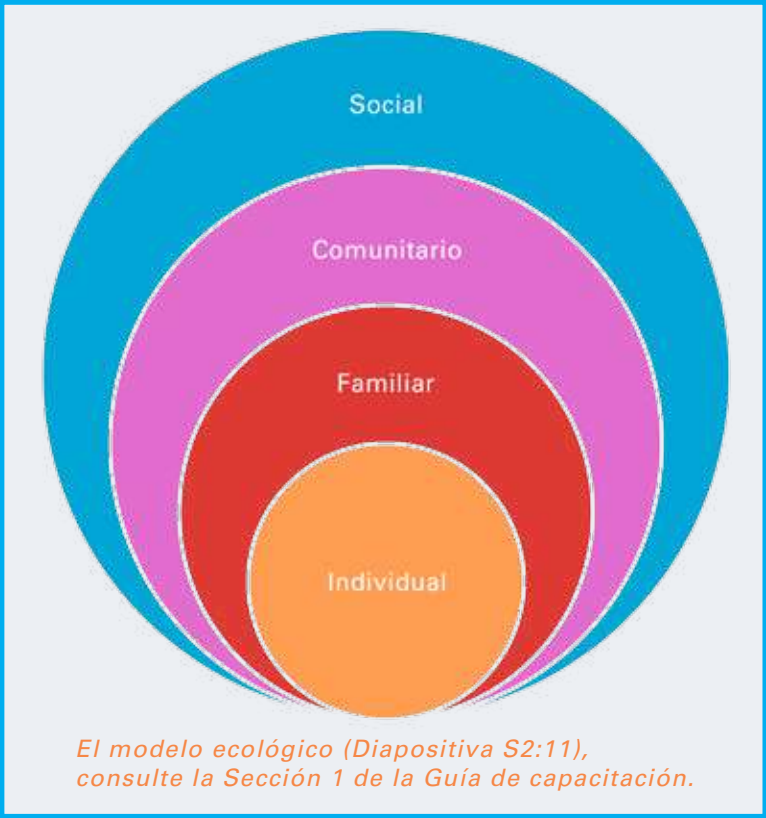 Social
Comunitario
Familiar
Individual
El modelo ecológico (Diapositiva S2:11),
consulte la Sección 1 de la Guía de capacitación.